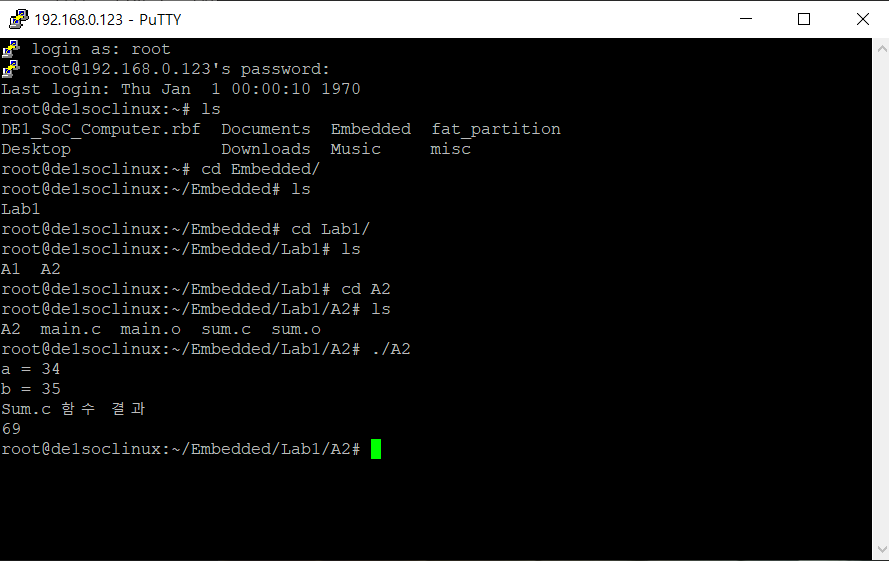 192.168.0.123 - PuTTY
login as: root
root@192.168.0.123's password:
Last login: Thu Jan  1 00:00:10 1970
root@de1soclinux:~# ls
DE1_SoC_Computer.rbf  Documents  Embedded  fat_partition
Desktop               Downloads  Music     misc
root@de1soclinux:~# cd Embedded/
root@de1soclinux:~/Embedded# ls
Lab1
root@de1soclinux:~/Embedded# cd Lab1/
root@de1soclinux:~/Embedded/Lab1# ls
A1  A2
root@de1soclinux:~/Embedded/Lab1# cd A2
root@de1soclinux:~/Embedded/Lab1/A2# ls
A2  main.c  main.o  sum.c  sum.o
root@de1soclinux:~/Embedded/Lab1/A2# ./A2
a = 34
b = 35
Sum.c 함수 결과
69
root@de1soclinux:~/Embedded/Lab1/A2#